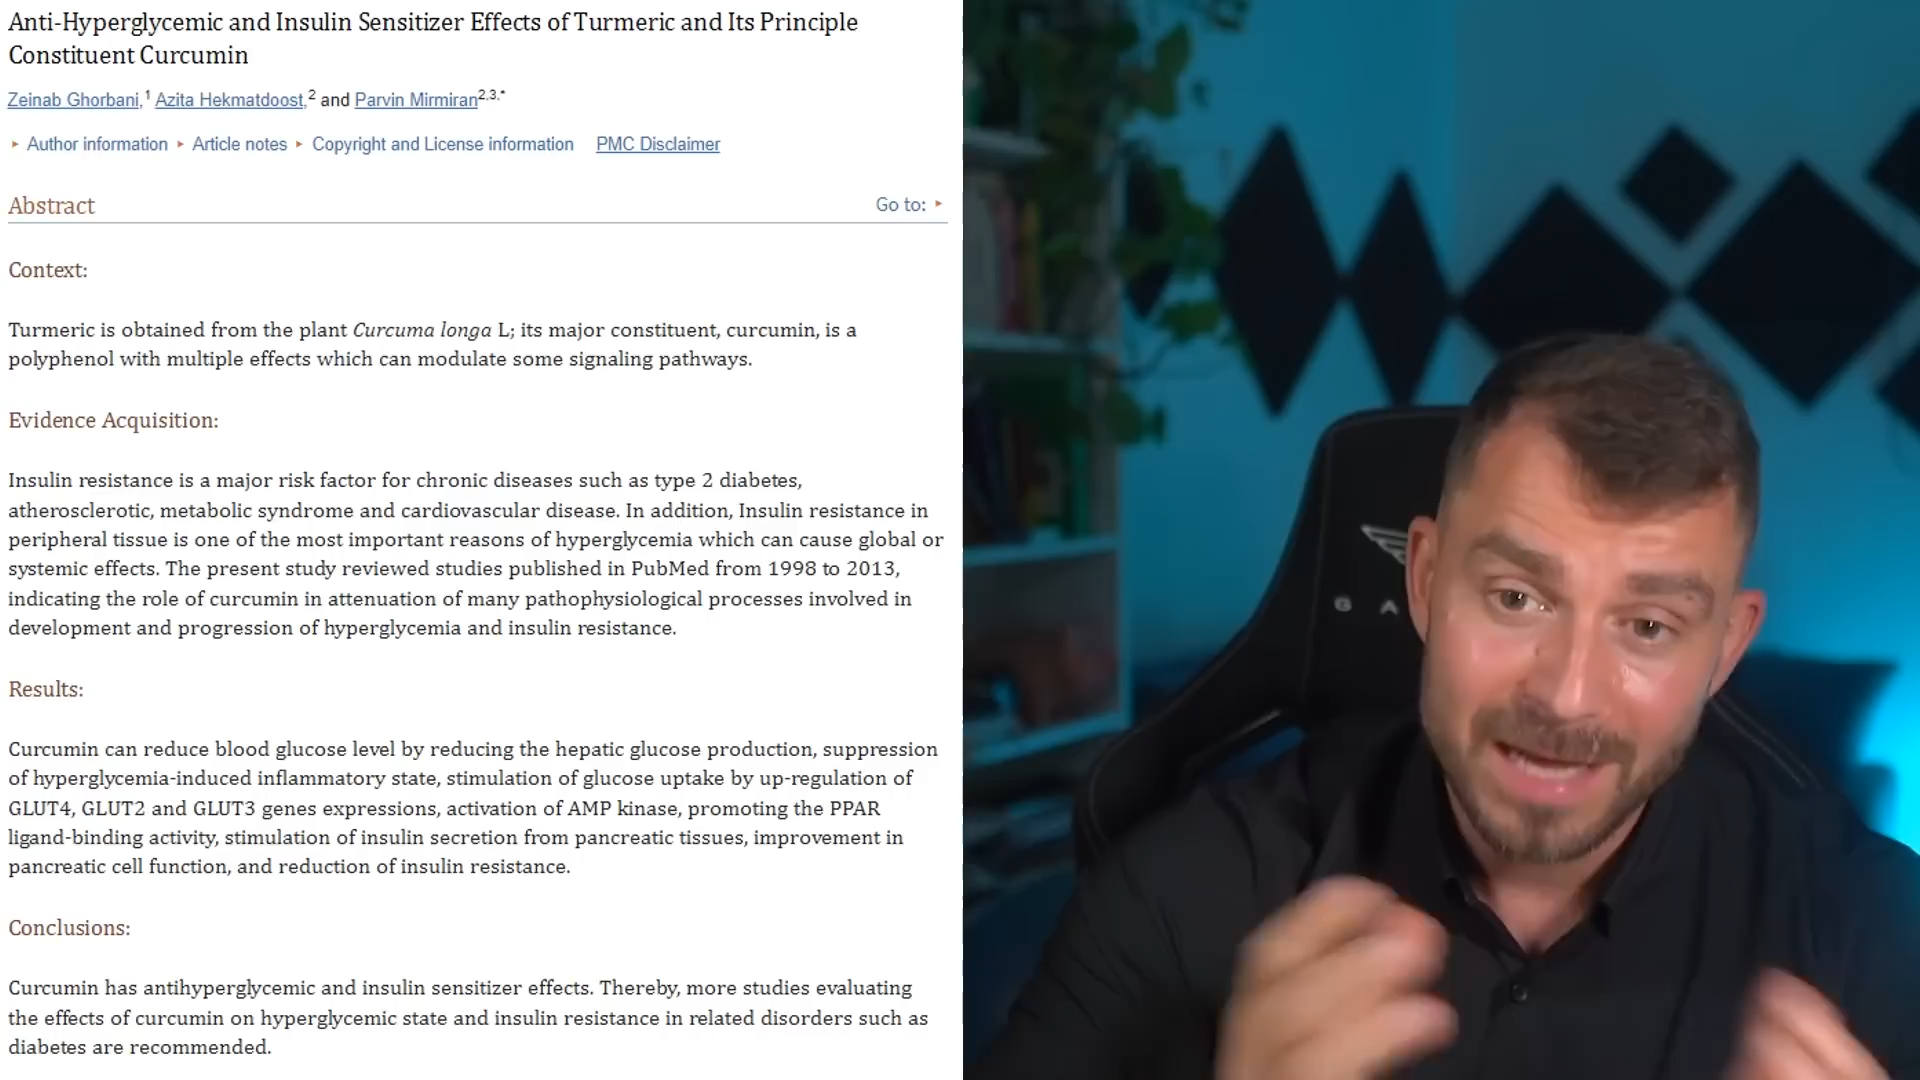 Anti-Hyperglycemic and Insulin Sensitizer Effects of Turmeric and Its Principle
Constituent Curcumin
Zeinab Ghorbani,1 Azita Hekmatdoost,2 and Parvin Mirmiran2,3,*
▸ Author information ▸ Article notes ▸ Copyright and License information PMC Disclaimer
Abstract Go to: ▸
Context:
Turmeric is obtained from the plant Curcuma longa L; its major constituent, curcumin, is a
polyphenol with multiple effects which can modulate some signaling pathways.
Evidence Acquisition:
Insulin resistance is a major risk factor for chronic diseases such as type 2 diabetes,
atherosclerotic, metabolic syndrome and cardiovascular disease. In addition, Insulin resistance in
peripheral tissue is one of the most important reasons of hyperglycemia which can cause global or
systemic effects. The present study reviewed studies published in PubMed from 1998 to 2013,
indicating the role of curcumin in attenuation of many pathophysiological processes involved in
development and progression of hyperglycemia and insulin resistance.
Results:
Curcumin can reduce blood glucose level by reducing the hepatic glucose production, suppression
of hyperglycemia-induced inflammatory state, stimulation of glucose uptake by up-regulation of
GLUT4, GLUT2 and GLUT3 genes expressions, activation of AMP kinase, promoting the PPAR
ligand-binding activity, stimulation of insulin secretion from pancreatic tissues, improvement in
pancreatic cell function, and reduction of insulin resistance.
Conclusions:
Curcumin has antihyperglycemic and insulin sensitizer effects. Thereby, more studies evaluating
the effects of curcumin on hyperglycemic state and insulin resistance in related disorders such as
diabetes are recommended.
G A